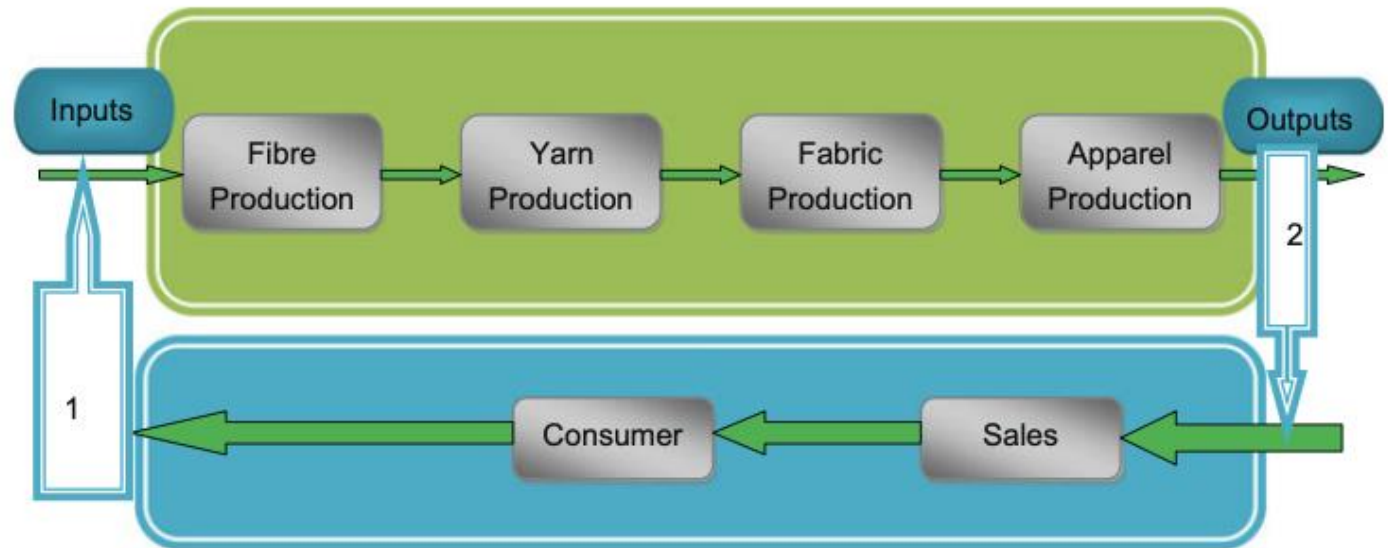 Inputs
Fibre
Production
Yarn
Production
Fabric
Production
Apparel
Production
Outputs
2
1
Consumer
Sales